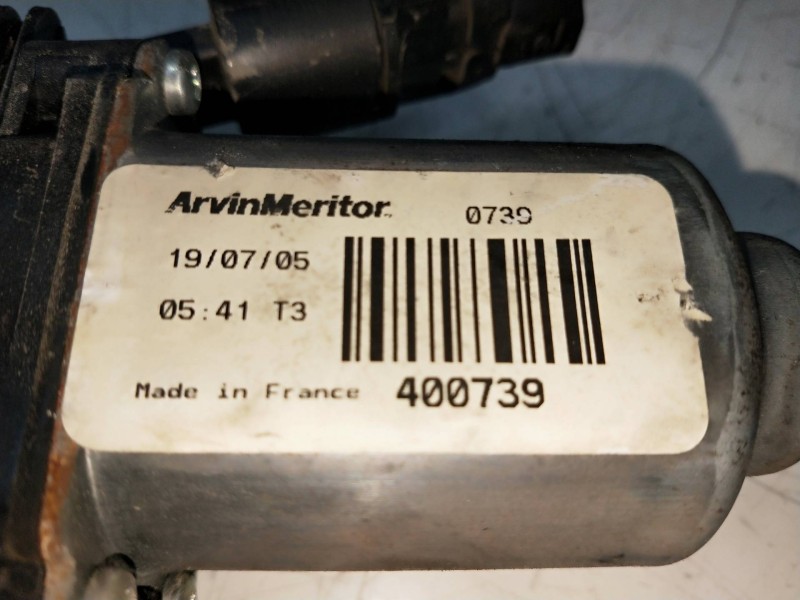 ArvinMeritor 0739
19/07/05
05:41 T3
Made in France 400739